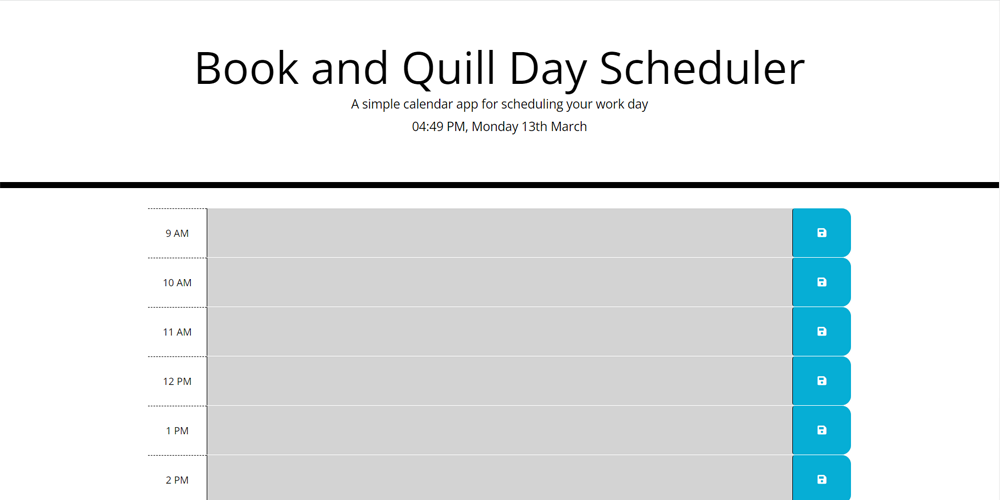 Book and Quill Day Scheduler
A simple calendar app for scheduling your work day
04:49 PM, Monday 13th March
9 AM
10 AM
11 AM
12 PM
1 PM
2 PM